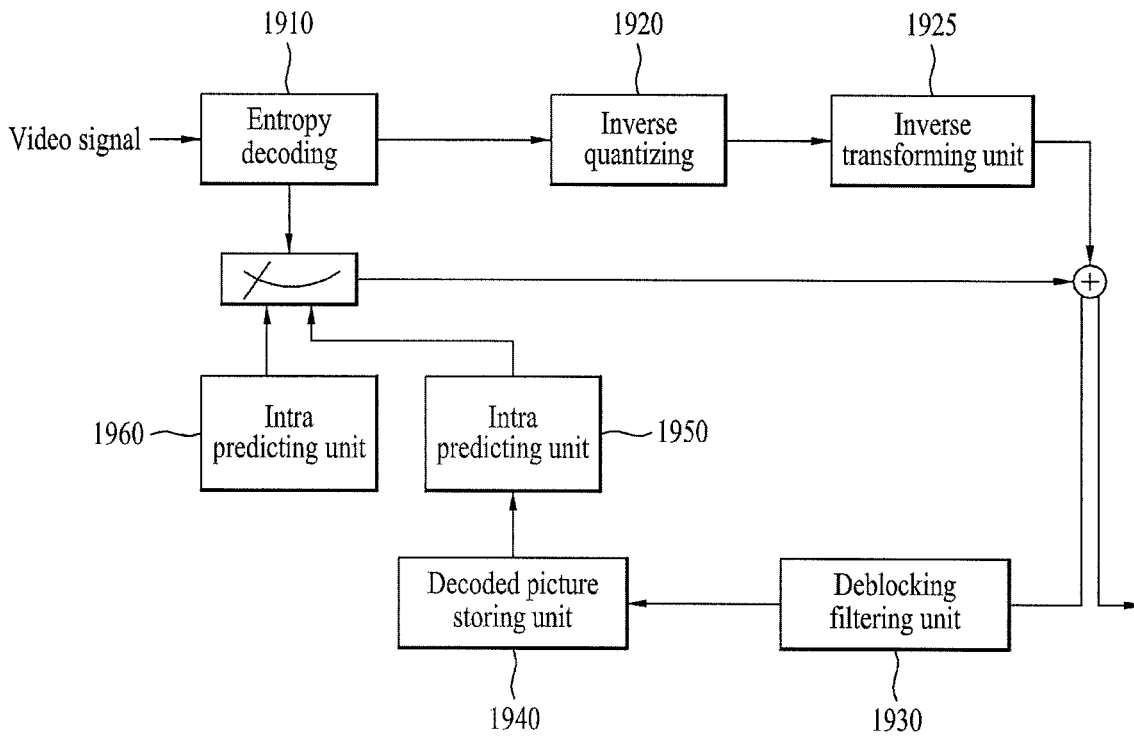 1910
1920
1925
Video signal
Entropy
decoding
Inverse
quantizing
Inverse
transforming unit
+
1960
Intra
predicting unit
Intra
predicting unit
1950
Decoded picture
storing unit
Deblocking
filtering unit
1940
1930